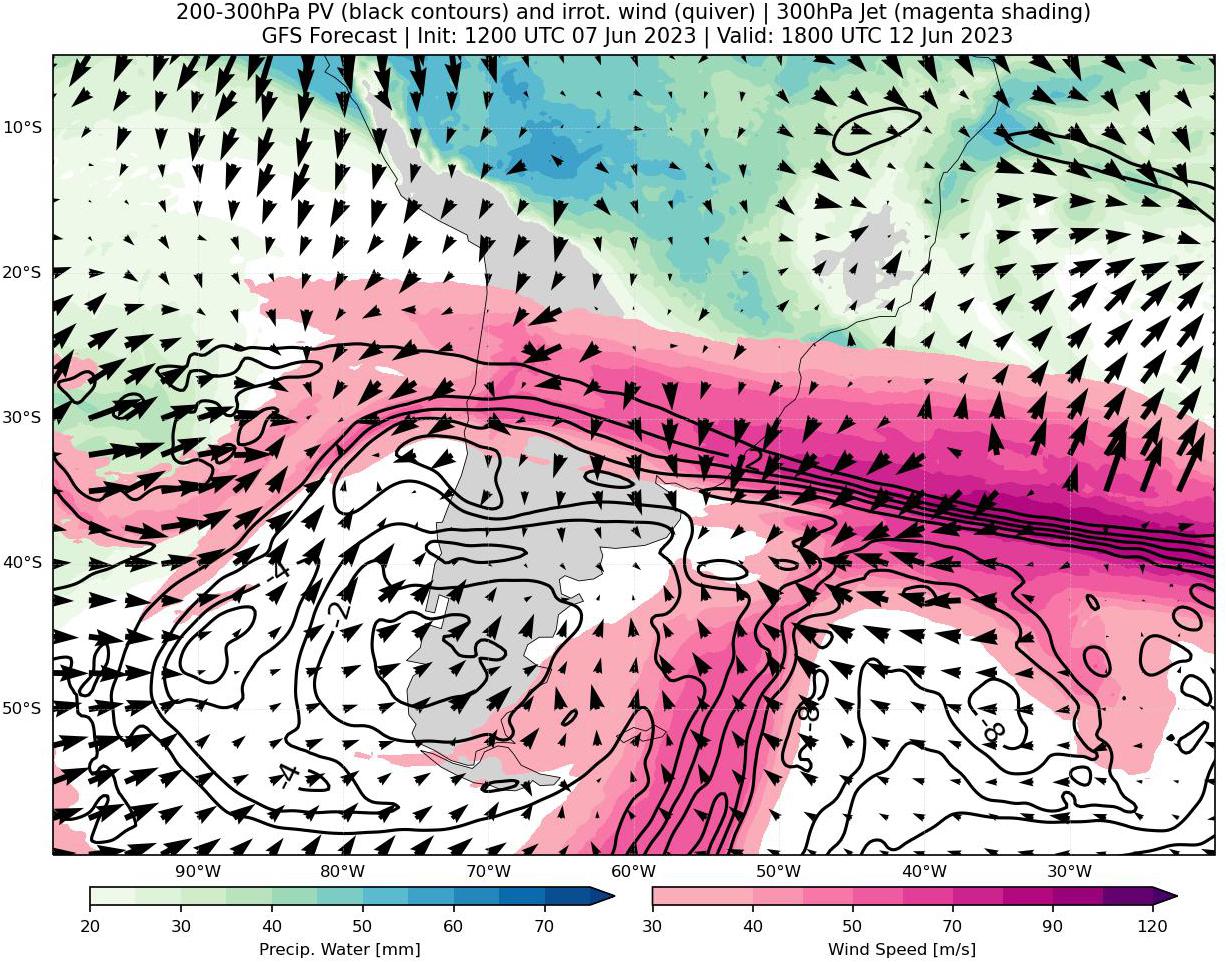 200-300hPa PV (black contours) and irrot. wind (quiver) | 300hPa Jet (magenta shading)
GFS Forecast | Init: 1200 UTC 07 Jun 2023 | Valid: 1800 UTC 12 Jun 2023
10°S
20°S
30°S
40°S
50°S
-4
-2
-4
-8
-8
90°W 80°W 70°W 60°W 50°W 40°W 30°W
20 30 40 50 60 70
30 40 50 70 90 120
Precip. Water [mm]
Wind Speed [m/s]